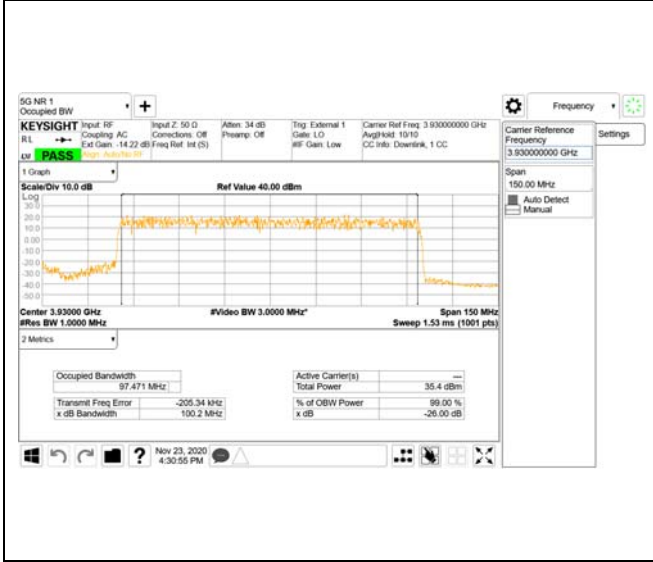 5G NR 1
Occupied BW
Frequency
KEYSIGHT
R L
PASS
Input: RF
Coupling: AC
Ext Gain: -14.22 dB
Align: Auto/No RF
Input Z: 50 Ω
Corrections: Off
Freq Ref: Int (S)
Atten: 34 dB
Preamp: Off
Trig: External 1
Gate: LO
#IF Gain: Low
Carrier Ref Freq: 3.930000000 GHz
Avg|Hold: 10/10
CC Info: Downlink, 1 CC
Carrier Reference
Frequency
3.930000000 GHz
Settings
Span
150.00 MHz
Auto Detect
Manual
1 Graph
Scale/Div 10.0 dB
Ref Value 40.00 dBm
Log
30.0
20.0
10.0
0.00
-10.0
-20.0
-30.0
-40.0
-50.0
Center 3.93000 GHz
#Video BW 3.0000 MHz*
Span 150 MHz
#Res BW 1.0000 MHz
Sweep 1.53 ms (1001 pts)
2 Metrics
Occupied Bandwidth
97.471 MHz
Active Carrier(s)
---
Total Power
35.4 dBm
Transmit Freq Error
-205.34 kHz
% of OBW Power
99.00 %
x dB Bandwidth
100.2 MHz
x dB
-26.00 dB
?
Nov 23, 2020
4:30:55 PM